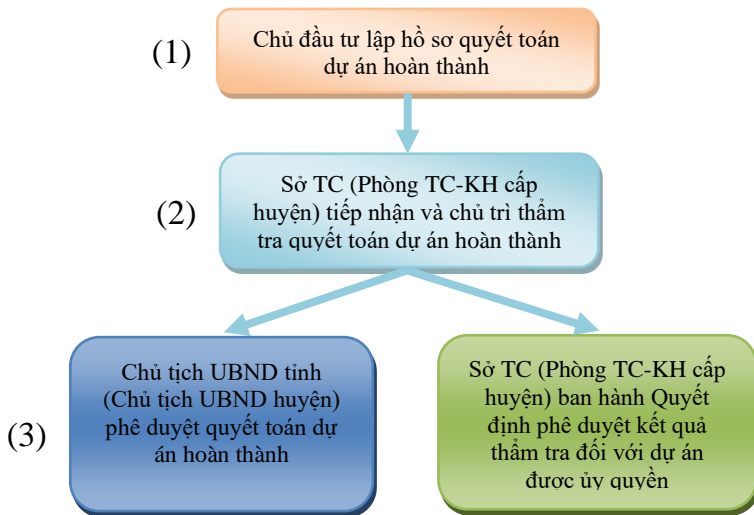 (1)
Chủ đầu tư lập hồ sơ quyết toán
dự án hoàn thành
(2)
Sở TC (Phòng TC-KH cấp
huyện) tiếp nhận và chủ trì thẩm
tra quyết toán dự án hoàn thành
(3)
Chủ tịch UBND tỉnh
(Chủ tịch UBND huyện)
phê duyệt quyết toán dự
án hoàn thành
Sở TC (Phòng TC-KH cấp
huyện) ban hành Quyết
định phê duyệt kết quả
thẩm tra đối với dự án
được ủy quyền